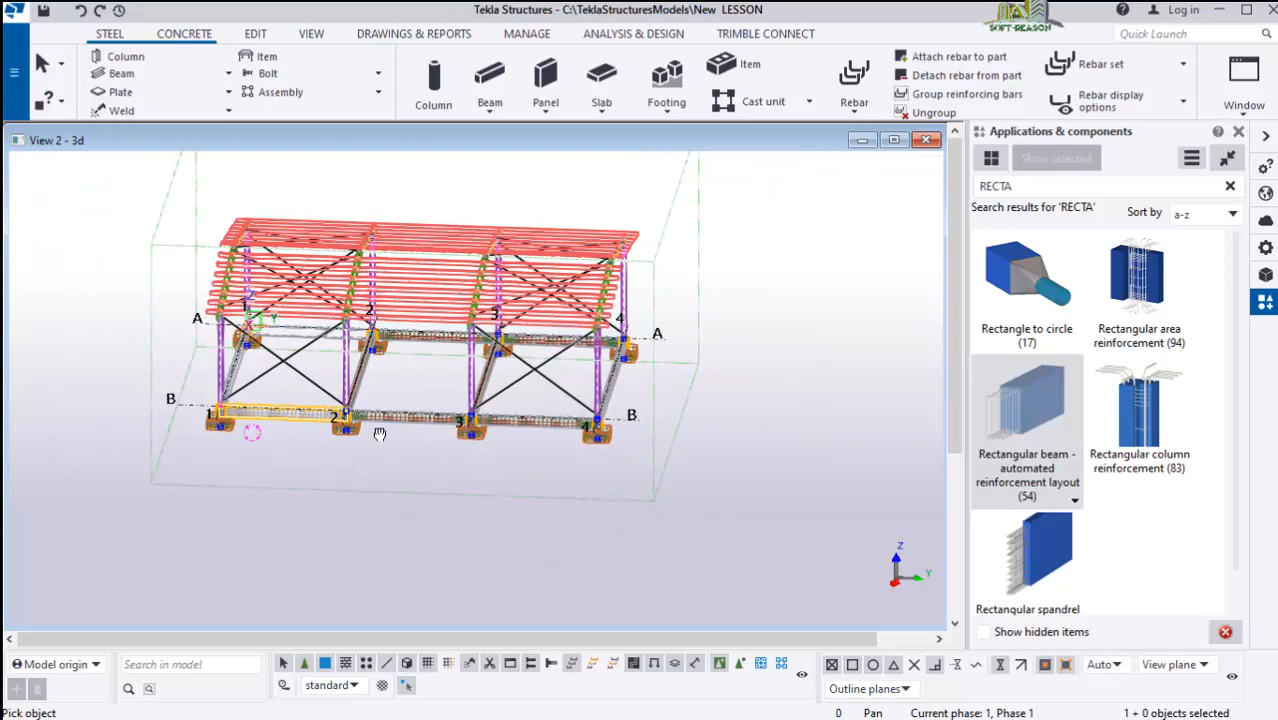 Tekla Structures - C:\TeklaStructuresModels\New LESSON
SOFT-REASON
Log in
STEEL
CONCRETE
EDIT
VIEW
DRAWINGS & REPORTS
MANAGE
ANALYSIS & DESIGN
TRIMBLE CONNECT
Quick Launch
Column
Beam
Plate
Weld
Item
Bolt
Assembly
Column
Beam
Panel
Slab
Footing
Item
Cast unit
Rebar
Attach rebar to part
Detach rebar from part
Group reinforcing bars
Ungroup
Rebar set
Rebar display
options
Window
View 2 - 3d
A
1
2
3
4
A
B
1
2
3
4
B
Z
Y
X
Y
Z
Y
Applications & components
Show selected
RECTA
Search results for 'RECTA'
Sort by
a-z
Rectangle to circle
(17)
Rectangular area
reinforcement (94)
Rectangular beam -
automated
reinforcement layout
(54)
Rectangular column
reinforcement (83)
Rectangular spandrel
Show hidden items
Model origin
Search in model
standard
Auto
View plane
Outline planes
Pick object
0
Pan
Current phase: 1, Phase 1
1 + 0 objects selected